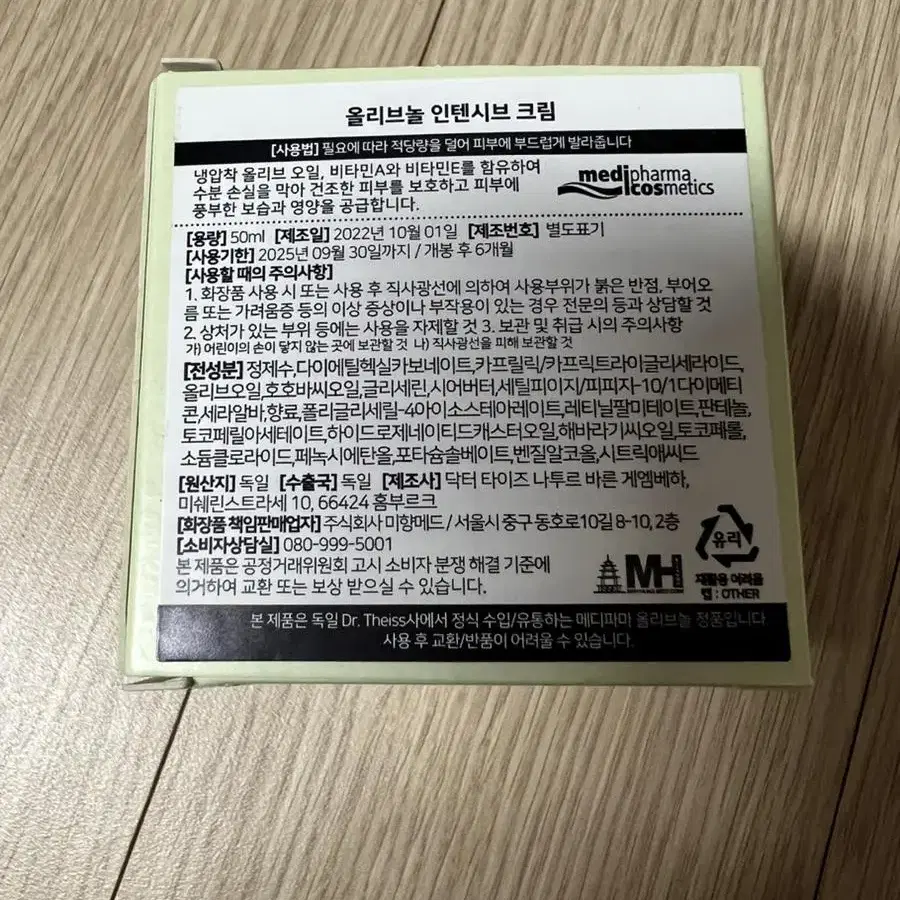 올리브놀 인텐시브 크림
[사용법] 필요에 따라 적당량을 덜어 피부에 부드럽게 발라줍니다
냉압착 올리브 오일, 비타민A와 비타민E를 함유하여
수분 손실을 막아 건조한 피부를 보호하고 피부에
풍부한 보습과 영양을 공급합니다.
medipharma
cosmetics
[용량] 50ml [제조일] 2022년 10월 01일 [제조번호] 별도표기
[사용기한] 2025년 09월 30일까지 / 개봉 후 6개월
[사용할 때의 주의사항]
1. 화장품 사용 시 또는 사용 후 직사광선에 의하여 사용부위가 붉은 반점, 부어오
름 또는 가려움증 등의 이상 증상이나 부작용이 있는 경우 전문의 등과 상담할 것
2. 상처가 있는 부위 등에는 사용을 자제할 것 3. 보관 및 취급 시의 주의사항
가) 어린이의 손이 닿지 않는 곳에 보관할 것 나) 직사광선을 피해 보관할 것
[전성분] 정제수,다이에틸헥실카보네이트,카프릴릭/카프릭트라이글리세라이드,
올리브오일,호호바씨오일,글리세린,시어버터,세틸피이지/피피지-10/1다이메티
콘,세라알바,향료,폴리글리세릴-4아이소스테아레이트,레티닐팔미테이트,판테놀,
토코페릴아세테이트,하이드로제네이티드캐스터오일,해바라기씨오일,토코페롤,
소듐클로라이드,페녹시에탄올,포타슘솔베이트,벤질알코올,시트릭애씨드
[원산지] 독일 [수출국] 독일 [제조사] 닥터 타이즈 나투르 바른 게엠베하,
미쉐린스트라세 10, 66424 홈부르크
[화장품 책임판매업자] 주식회사 미향메드 / 서울시 중구 동호로10길 8-10, 2층
[소비자상담실] 080-999-5001
본 제품은 공정거래위원회 고시 소비자 분쟁 해결 기준에
의거하여 교환 또는 보상 받으실 수 있습니다.
MH
유리
재활용 어려움
캡 : OTHER
본 제품은 독일 Dr. Theiss사에서 정식 수입/유통하는 메디파마 올리브놀 정품입니다.
사용 후 교환/반품이 어려울 수 있습니다.